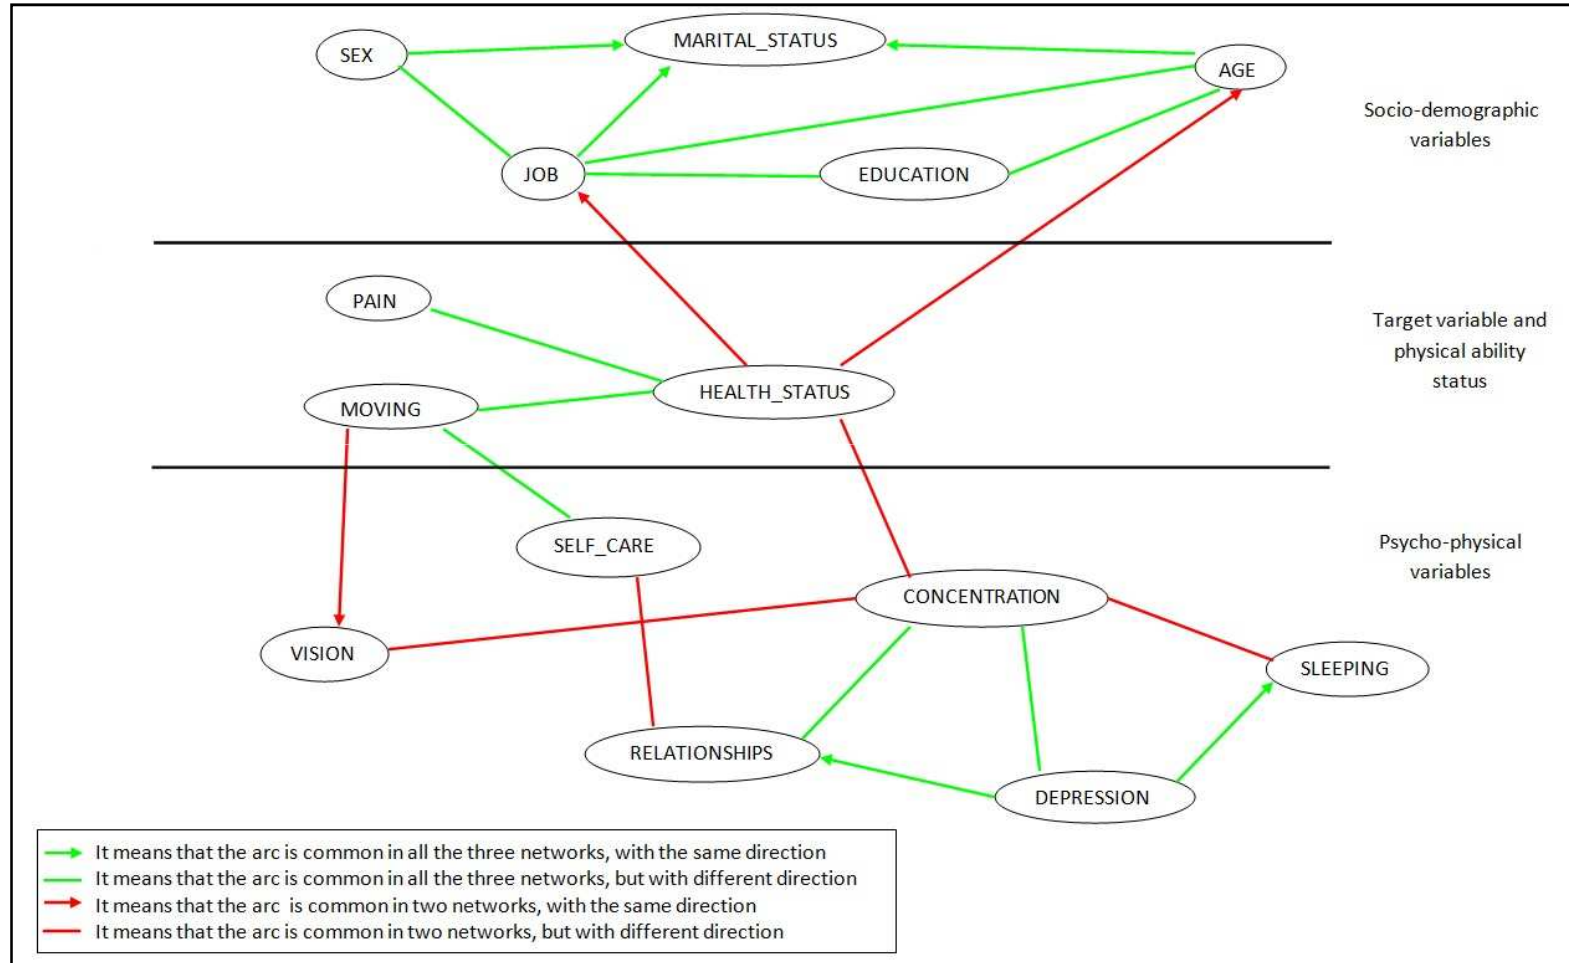 MARITAL_STATUS
SEX
AGE
Socio-demographic
variables
JOB
EDUCATION
PAIN
Target variable and
physical ability
status
HEALTH_STATUS
MOVING
SELF_CARE
Psycho-physical
variables
CONCENTRATION
VISION
SLEEPING
RELATIONSHIPS
DEPRESSION
It means that the arc is common in all the three networks, with the same direction
It means that the arc is common in all the three networks, but with different direction
It means that the arc is common in two networks, with the same direction
It means that the arc is common in two networks, but with different direction